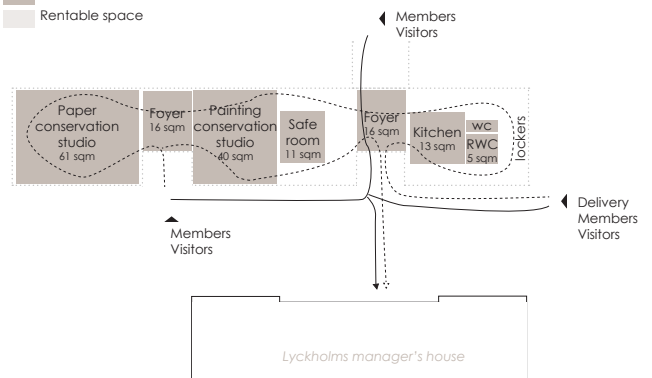 Rentable space
Members
Visitors
Paper
conservation
studio
61 sqm
Foyer
16 sqm
Painting
conservation
studio
40 sqm
Safe
room
11 sqm
Foyer
16 sqm
Kitchen
13 sqm
WC
RWC
5 sqm
lockers
Delivery
Members
Visitors
Members
Visitors
Lyckholms manager's house